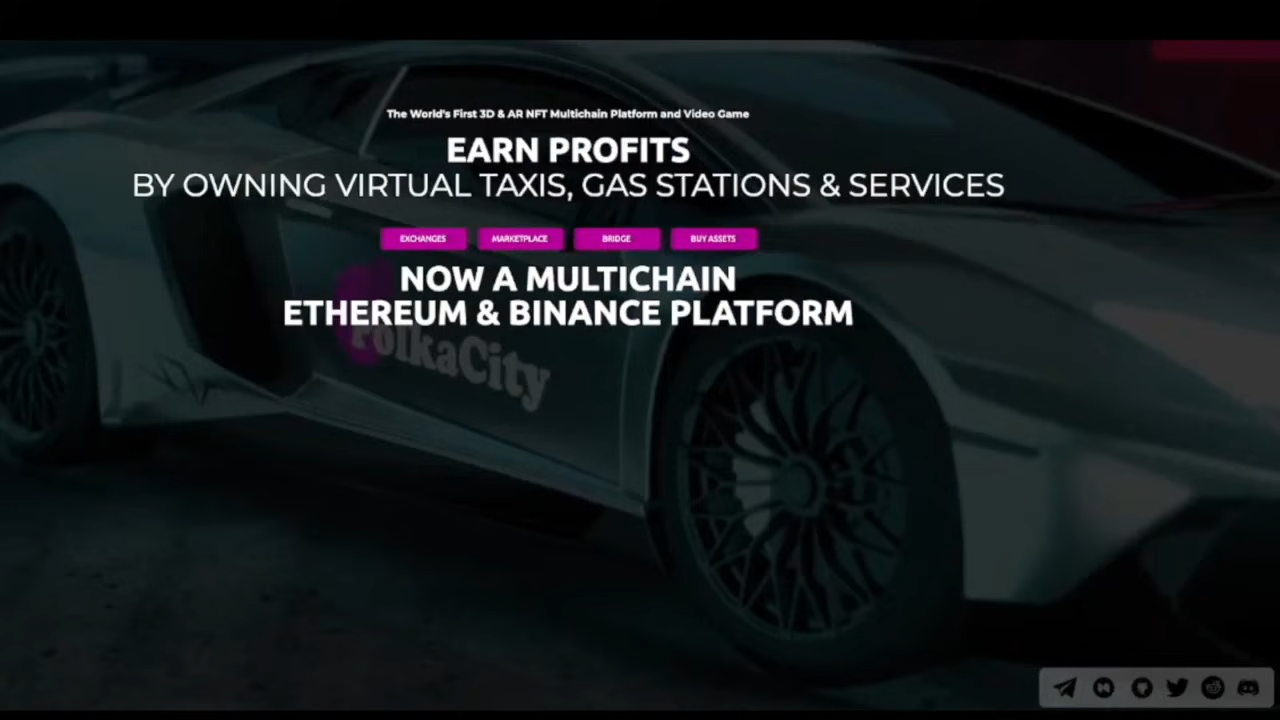 The World's First 3D & AR NFT Multichain Platform and Video Game
EARN PROFITS
BY OWNING VIRTUAL TAXIS, GAS STATIONS & SERVICES
EXCHANGES MARKETPLACE BRIDGE BUY ASSETS
NOW A MULTICHAIN
ETHEREUM & BINANCE PLATFORM
PolkaCity